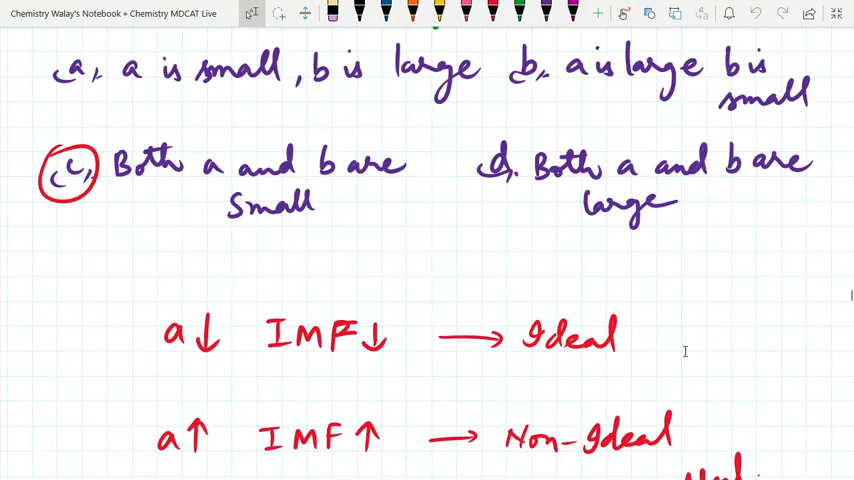 Chemistry Walay's Notebook » Chemistry MDCAT Live
a, a is small, b is large b, a is large b is small
c, Both a and b are small d. Both a and b are large
a↓ IMF↓ → Ideal
a↑ IMF↑ → Non-Ideal